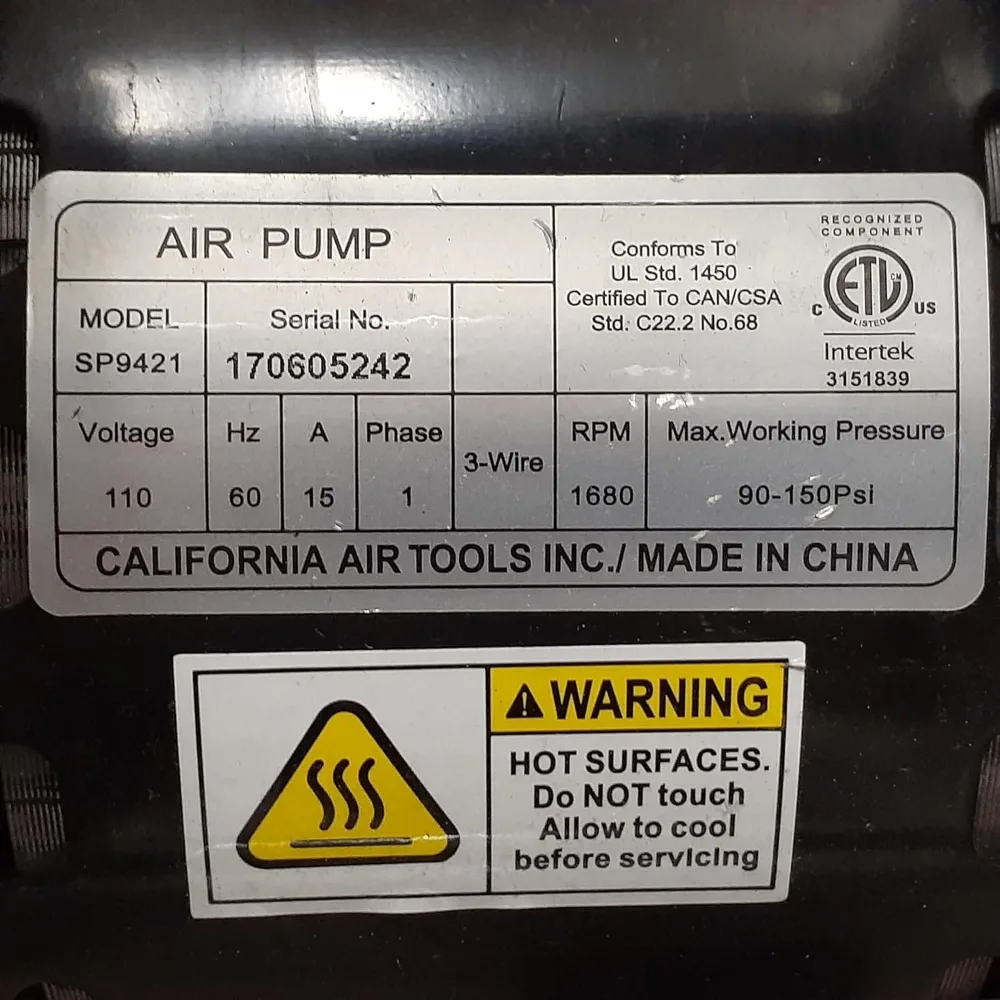 AIR PUMP
Conforms To
UL Std. 1450
Certified To CAN/CSA
Std. C22.2 No.68
RECOGNIZED
COMPONENT
ETL CM
LISTED
C US
Intertek
3151839
MODEL
SP9421
Serial No.
170605242
Voltage
110
Hz
60
A
15
Phase
1
3-Wire
RPM
1680
Max.Working Pressure
90-150Psi
CALIFORNIA AIR TOOLS INC./ MADE IN CHINA
WARNING
HOT SURFACES.
Do NOT touch
Allow to cool
before servicing